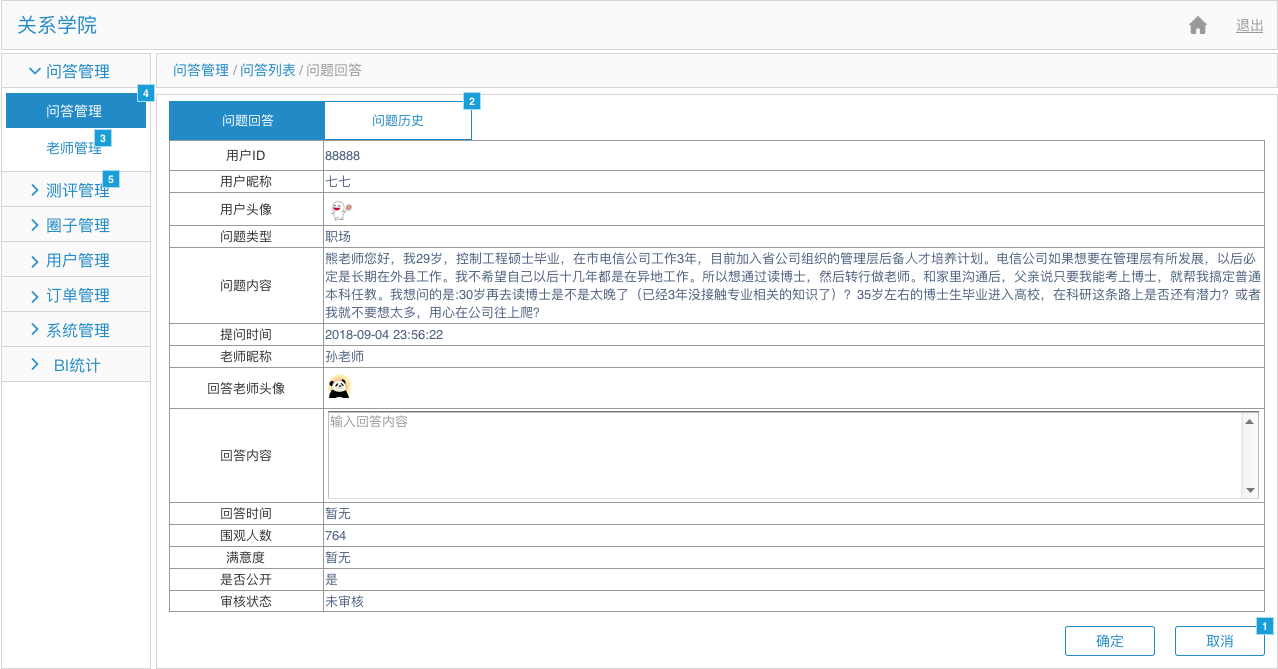 关系学院
退出
问答管理
4
问答管理
3
老师管理
5
测评管理
圈子管理
用户管理
订单管理
系统管理
BI统计
问答管理 / 问答列表 / 问题回答
问题回答
问题历史
2
用户ID 88888
用户昵称 七七
用户头像
问题类型 职场
问题内容
熊老师您好，我29岁，控制工程硕士毕业，在市电信公司工作3年，目前加入省公司组织的管理层后备人才培养计划。电信公司如果想要在管理层有所发展，以后必
定是长期在外县工作。我不希望自己以后十几年都是在异地工作。所以想通过读博士，然后转行做老师。和家里沟通后，父亲说只要我能考上博士，就帮我搞定普通
本科任教。我想问的是:30岁再去读博士是不是太晚了（已经3年没接触专业相关的知识了）？35岁左右的博士生毕业进入高校，在科研这条路上是否还有潜力？或者
我就不要想太多，用心在公司往上爬?
提问时间 2018-09-04 23:56:22
老师昵称 孙老师
回答老师头像
回答内容
输入回答内容
回答时间 暂无
围观人数 764
满意度 暂无
是否公开 是
审核状态 未审核
确定
取消
1